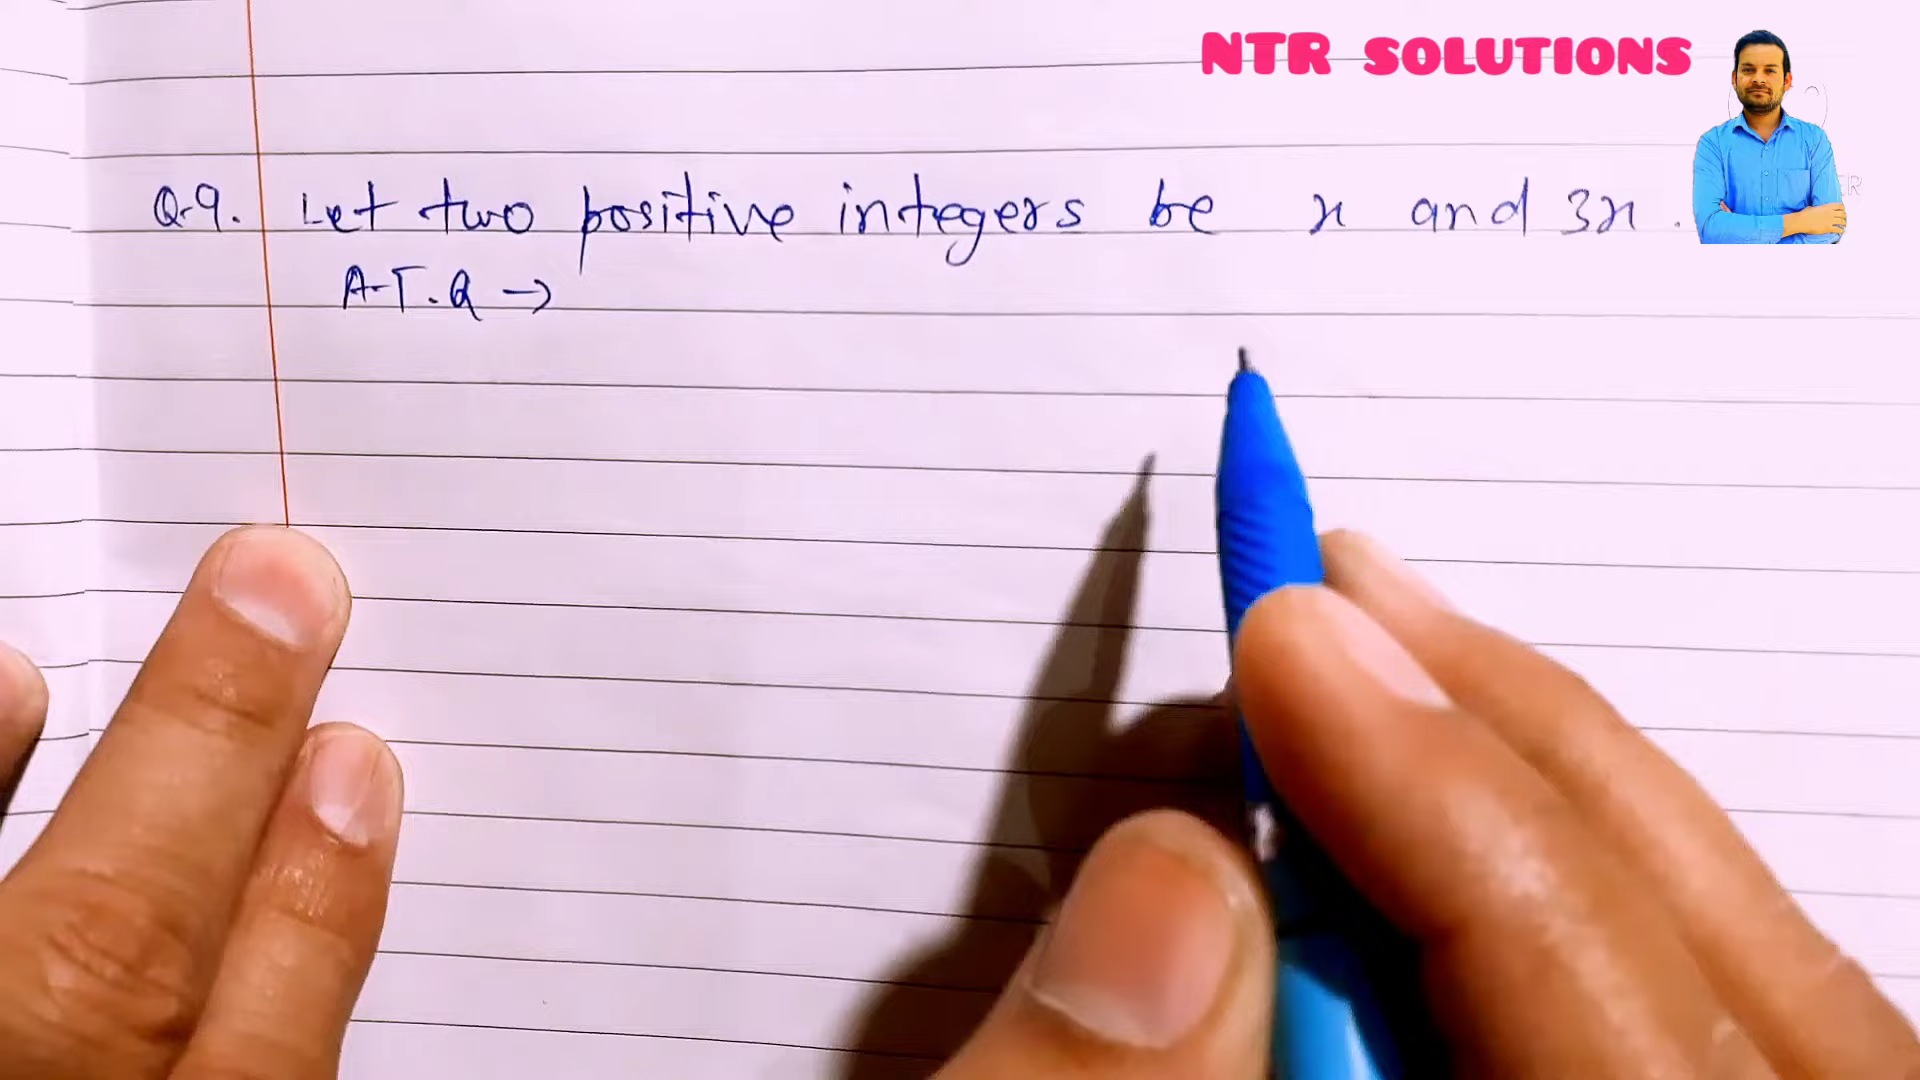 NTR SOLUTIONS
Q-9. Let two positive integers be x and 3x.
A.T.Q →